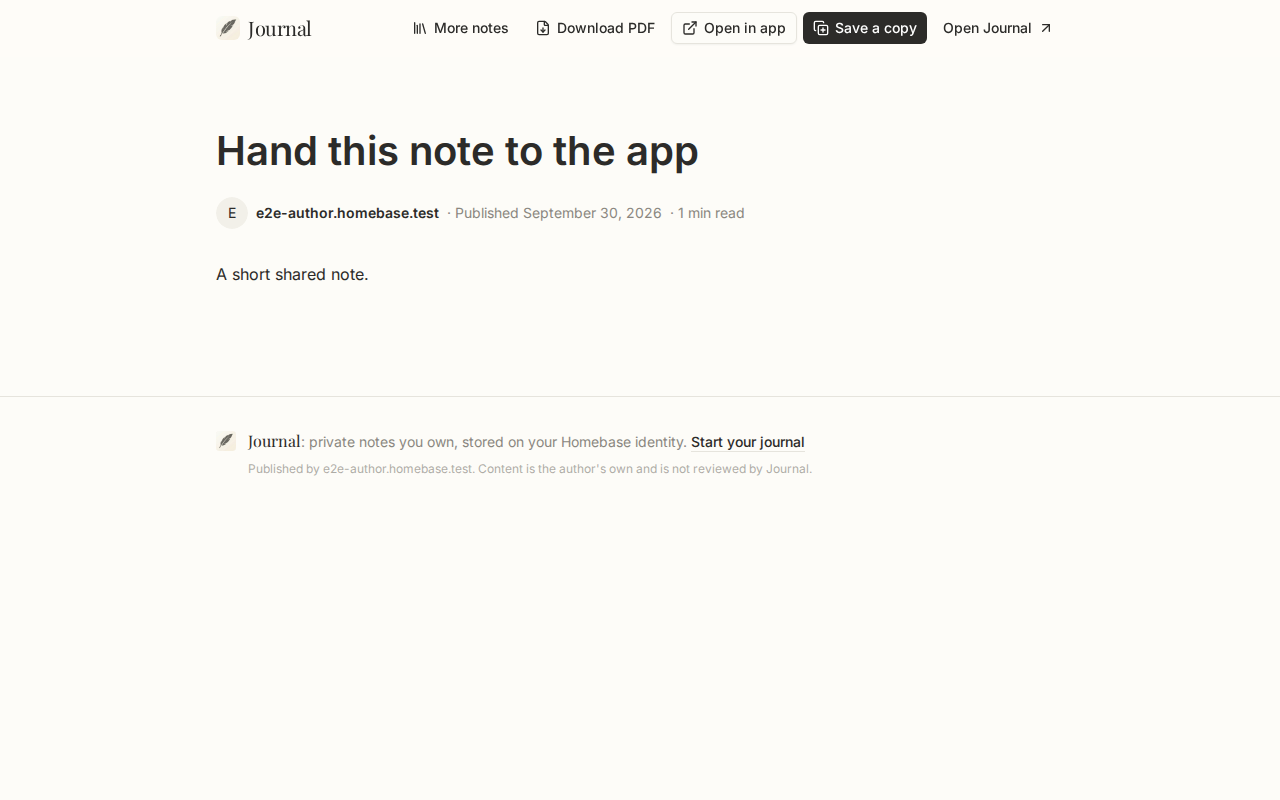 Journal More notes Download PDF Open in app Save a copy Open Journal
Hand this note to the app
E e2e-author.homebase.test · Published September 30, 2026 · 1 min read
A short shared note.
Journal: private notes you own, stored on your Homebase identity. Start your journal
Published by e2e-author.homebase.test. Content is the author's own and is not reviewed by Journal.